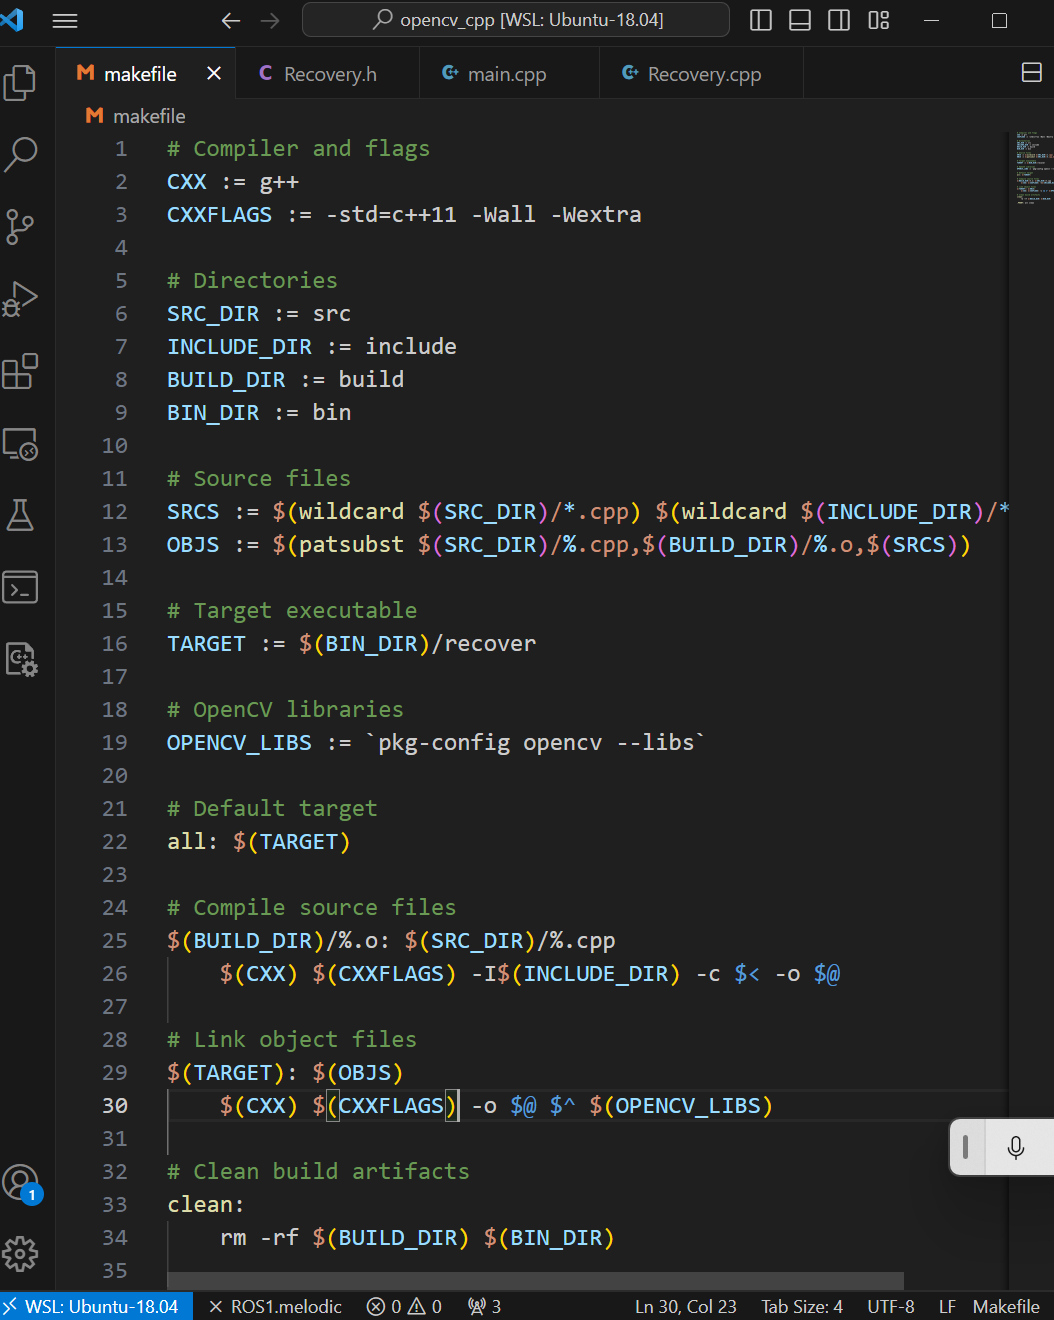 opencv_cpp [WSL: Ubuntu-18.04]
M makefile
C Recovery.h
main.cpp
Recovery.cpp
M makefile
1 # Compiler and flags
2 CXX := g++
3 CXXFLAGS := -std=c++11 -Wall -Wextra
4
5 # Directories
6 SRC_DIR := src
7 INCLUDE_DIR := include
8 BUILD_DIR := build
9 BIN_DIR := bin
10
11 # Source files
12 SRCS := $(wildcard $(SRC_DIR)/*.cpp) $(wildcard $(INCLUDE_DIR)/*
13 OBJS := $(patsubst $(SRC_DIR)/%.cpp,$(BUILD_DIR)/%.o,$(SRCS))
14
15 # Target executable
16 TARGET := $(BIN_DIR)/recover
17
18 # OpenCV libraries
19 OPENCV_LIBS := `pkg-config opencv --libs`
20
21 # Default target
22 all: $(TARGET)
23
24 # Compile source files
25 $(BUILD_DIR)/%.o: $(SRC_DIR)/%.cpp
26 $(CXX) $(CXXFLAGS) -I$(INCLUDE_DIR) -c $< -o $@
27
28 # Link object files
29 $(TARGET): $(OBJS)
30 $(CXX) $(CXXFLAGS) -o $@ $^ $(OPENCV_LIBS)
31
32 # Clean build artifacts
33 clean:
34 rm -rf $(BUILD_DIR) $(BIN_DIR)
35
1
WSL: Ubuntu-18.04 ROS1.melodic 0 0 3 Ln 30, Col 23 Tab Size: 4 UTF-8 LF Makefile